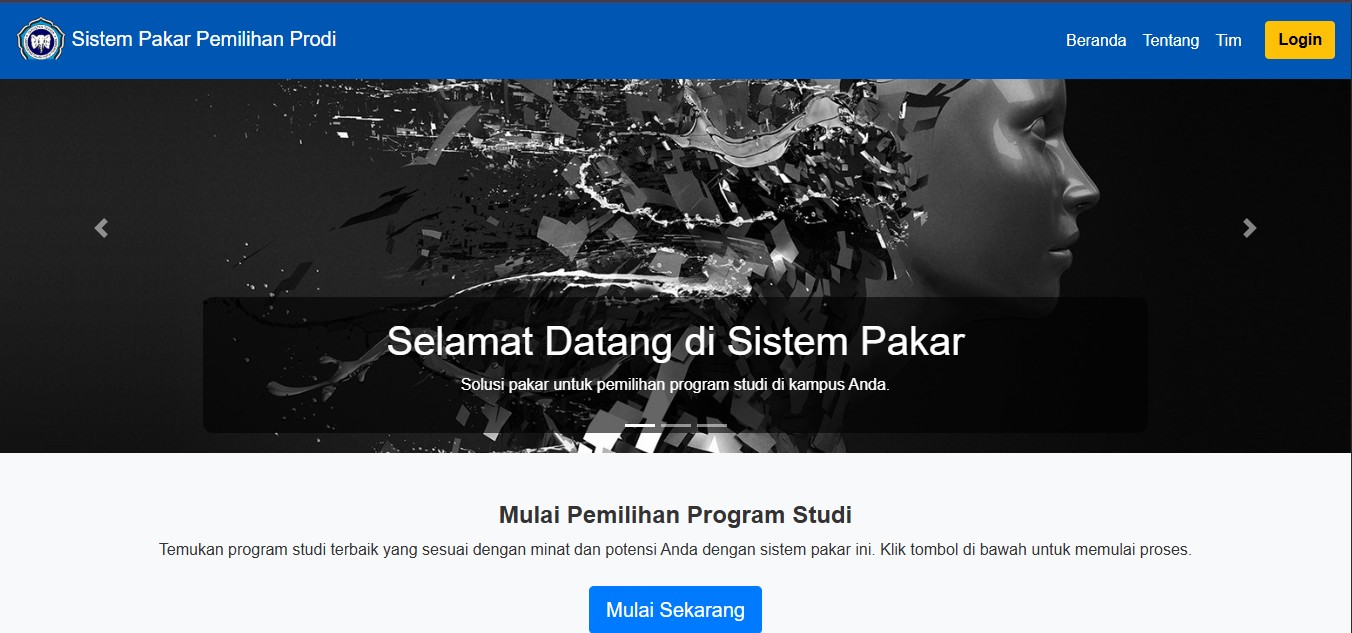 Sistem Pakar Pemilihan Prodi
Beranda Tentang Tim Login
Selamat Datang di Sistem Pakar
Solusi pakar untuk pemilihan program studi di kampus Anda.
Mulai Pemilihan Program Studi
Temukan program studi terbaik yang sesuai dengan minat dan potensi Anda dengan sistem pakar ini. Klik tombol di bawah untuk memulai proses.
Mulai Sekarang